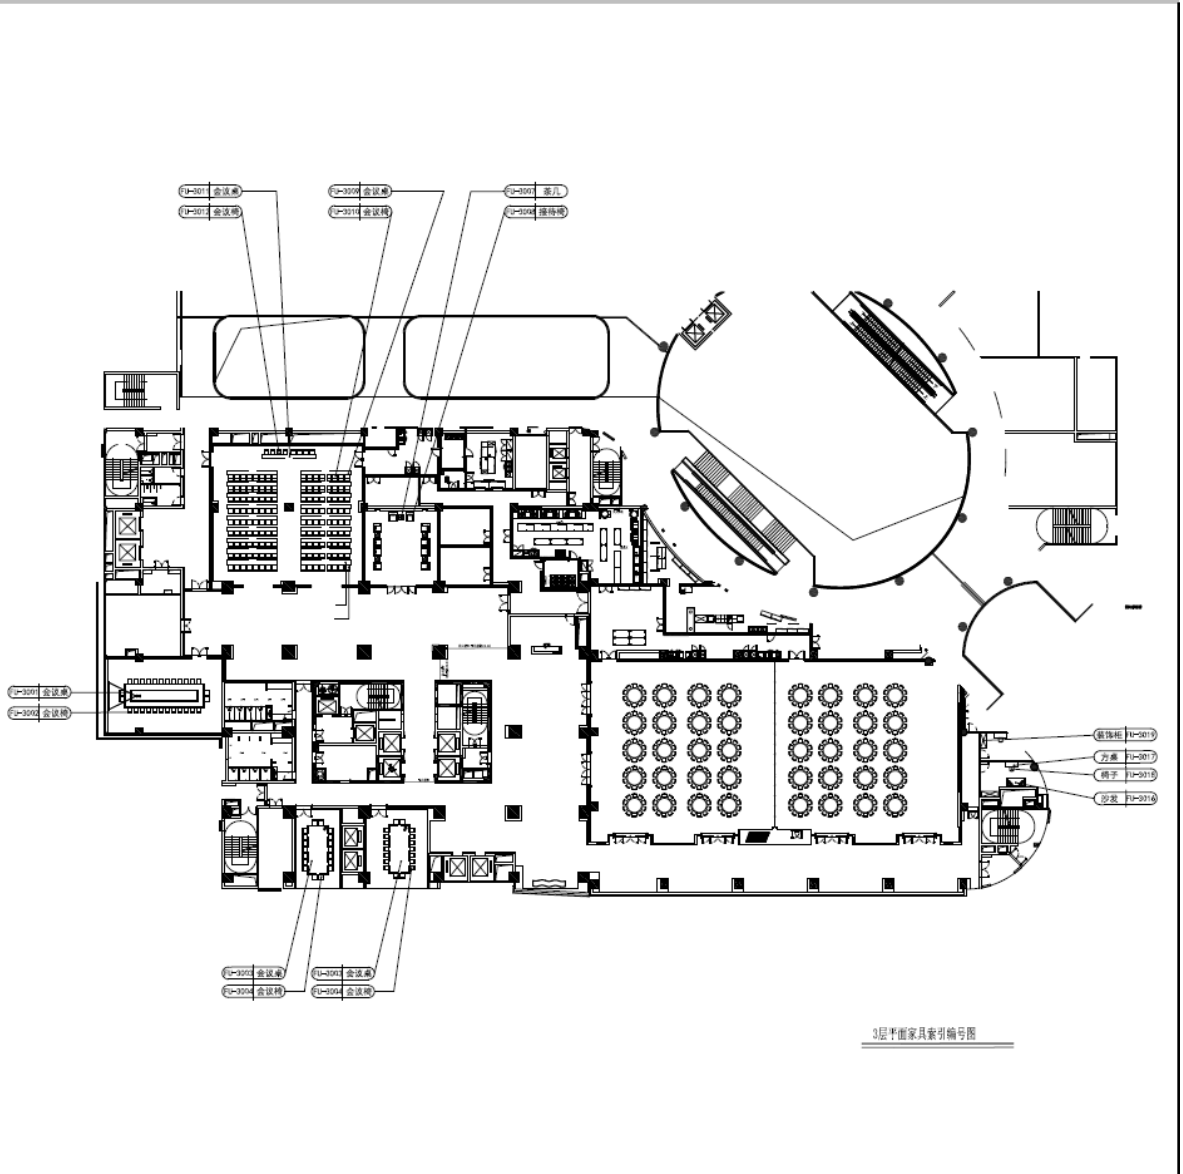 FU-3011 会议桌
FU-3012 会议椅
FU-3009 会议桌
FU-3010 会议椅
FU-3007 茶几
FU-3008 接待椅
FU-3001 会议桌
FU-3002 会议椅
装饰柜 FU-3019
方桌 FU-3017
椅子 FU-3018
沙发 FU-3016
FU-3003 会议桌
FU-3004 会议椅
FU-3003 会议桌
FU-3004 会议椅
3层平面家具索引编号图